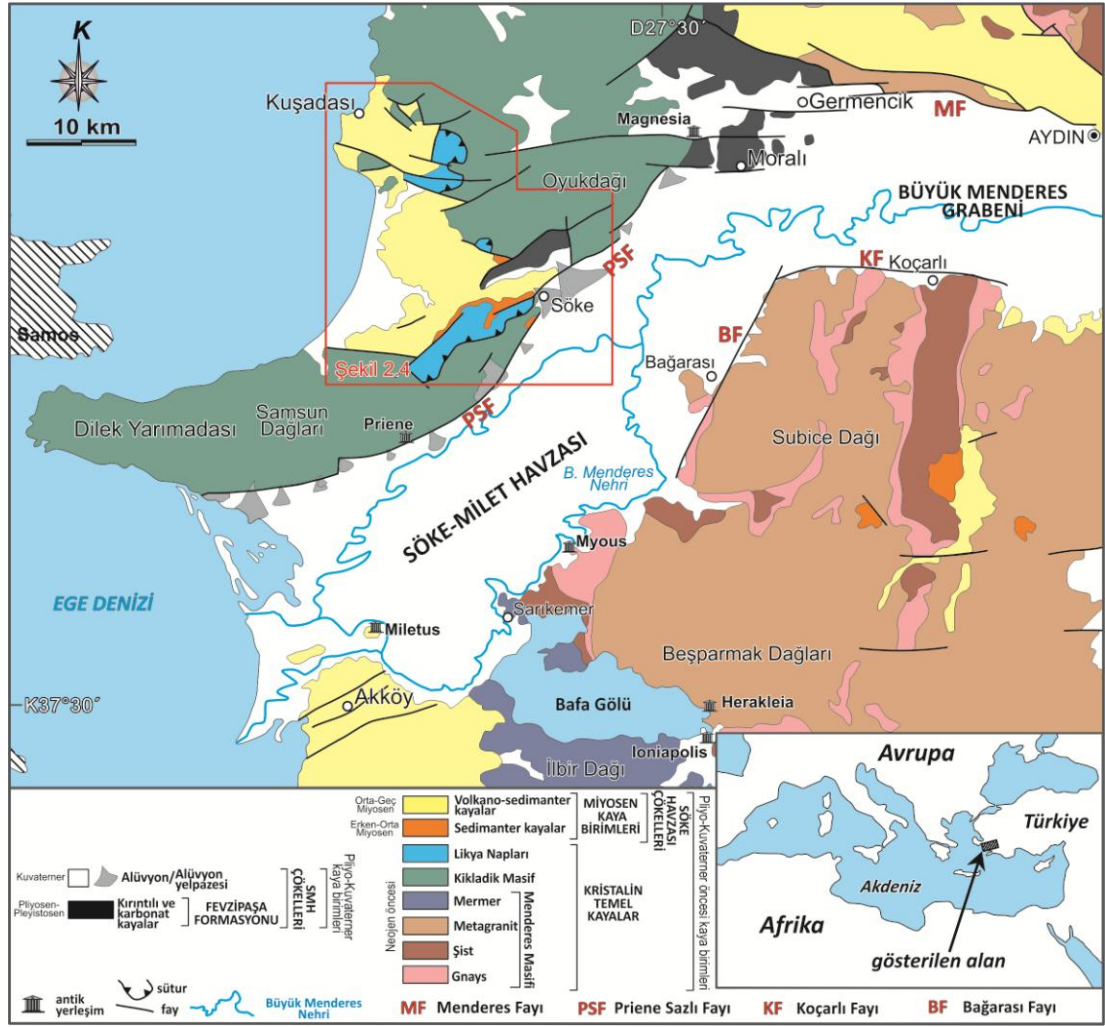 K
10 km
D27°30´
Kuşadası
Germencik
MF
Magnesia
AYDIN
Moralı
Oyukdağı
BÜYÜK MENDERES
GRABENİ
PSF
KF
Koçarlı
Söke
BF
Samos
Şekil 2.4
Bağarası
PSF
Samsun
Dağları
Dilek Yarımadası
Priene
Subice Dağı
SÖKE-MİLET HAVZASI
B. Menderes
Nehri
Myous
EGE DENİZİ
Sarıkemer
Miletus
Beşparmak Dağları
K37°30´
Akköy
Bafa Gölü
Herakleia
Ioniapolis
İlbir Dağı
Avrupa
Türkiye
Akdeniz
Afrika
gösterilen alan
Orta-Geç
Miyosen
Volkano-sedimanter
kayalar
Erken-Orta
Miyosen
Sedimanter kayalar
MİYOSEN
KAYA
BİRİMLERİ
SÖKE
HAVZASI
ÇÖKELLERİ
Pliyo-Kuvaterner öncesi kaya birimleri
Likya Napları
Kikladik Masif
Mermer
Metagranit
Şist
Gnays
Menderes Masifi
KRİSTALİN
TEMEL
KAYALAR
Neojen öncesi
Kuvaterner
Alüvyon/Alüvyon
yelpazesi
Pliyosen-
Pleyistosen
Kırıntılı ve
karbonat
kayalar
FEVZİPAŞA
FORMASYONU
SMH
ÇÖKELLERİ
Pliyo-Kuvaterner
kaya birimleri
antik
yerleşim
sütur
fay
Büyük Menderes
Nehri
MF Menderes Fayı
PSF Priene Sazlı Fayı
KF Koçarlı Fayı
BF Bağarası Fayı